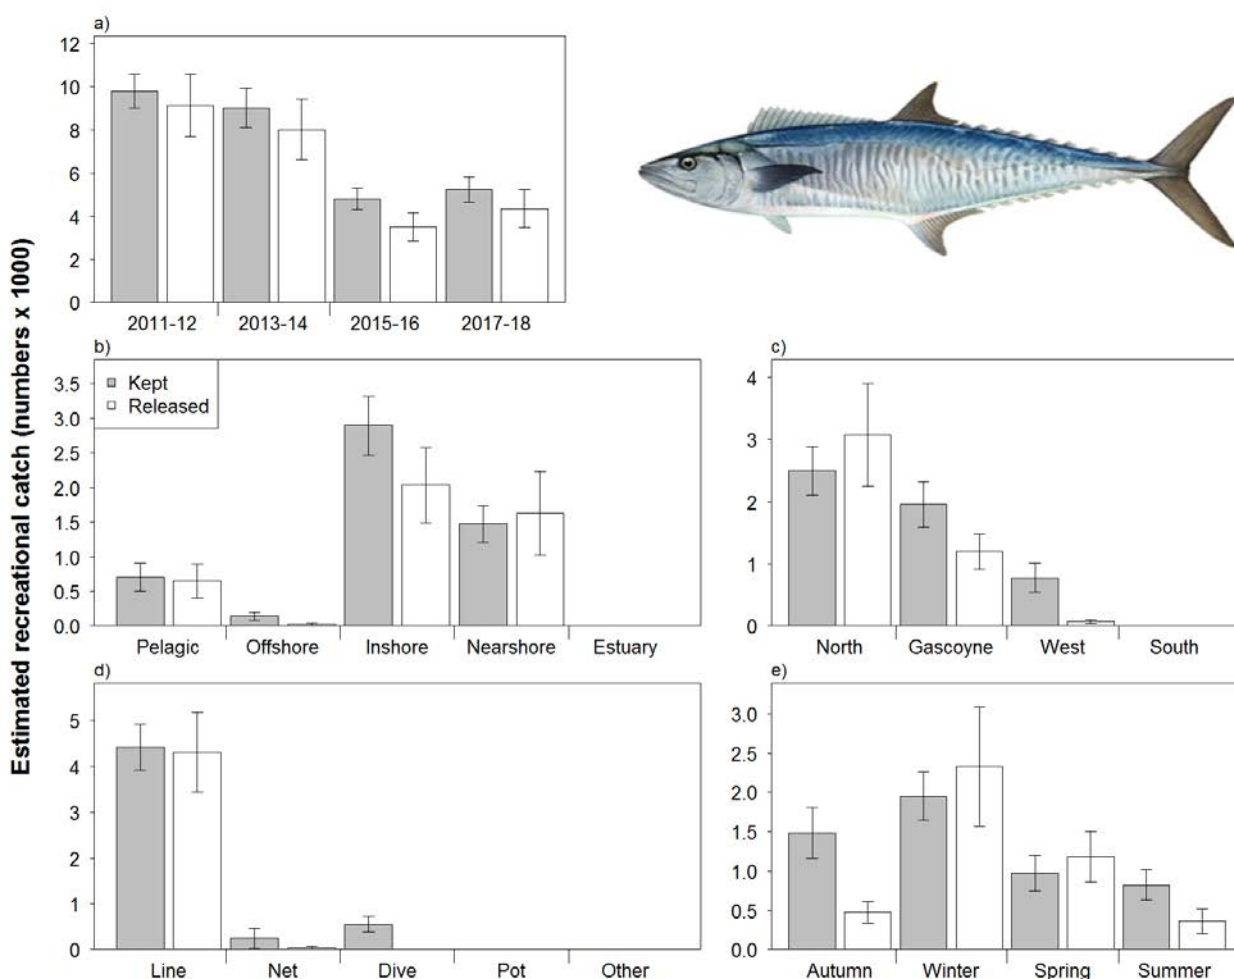 a)
12
10
8
6
4
2
0
2011-12 2013-14 2015-16 2017-18
Estimated recreational catch (numbers x 1000)
b)
Kept
Released
3.5
3.0
2.5
2.0
1.5
1.0
0.5
0.0
Pelagic Offshore Inshore Nearshore Estuary
c)
4
3
2
1
0
North Gascoyne West South
d)
5
4
3
2
1
0
Line Net Dive Pot Other
e)
3.0
2.5
2.0
1.5
1.0
0.5
0.0
Autumn Winter Spring Summer